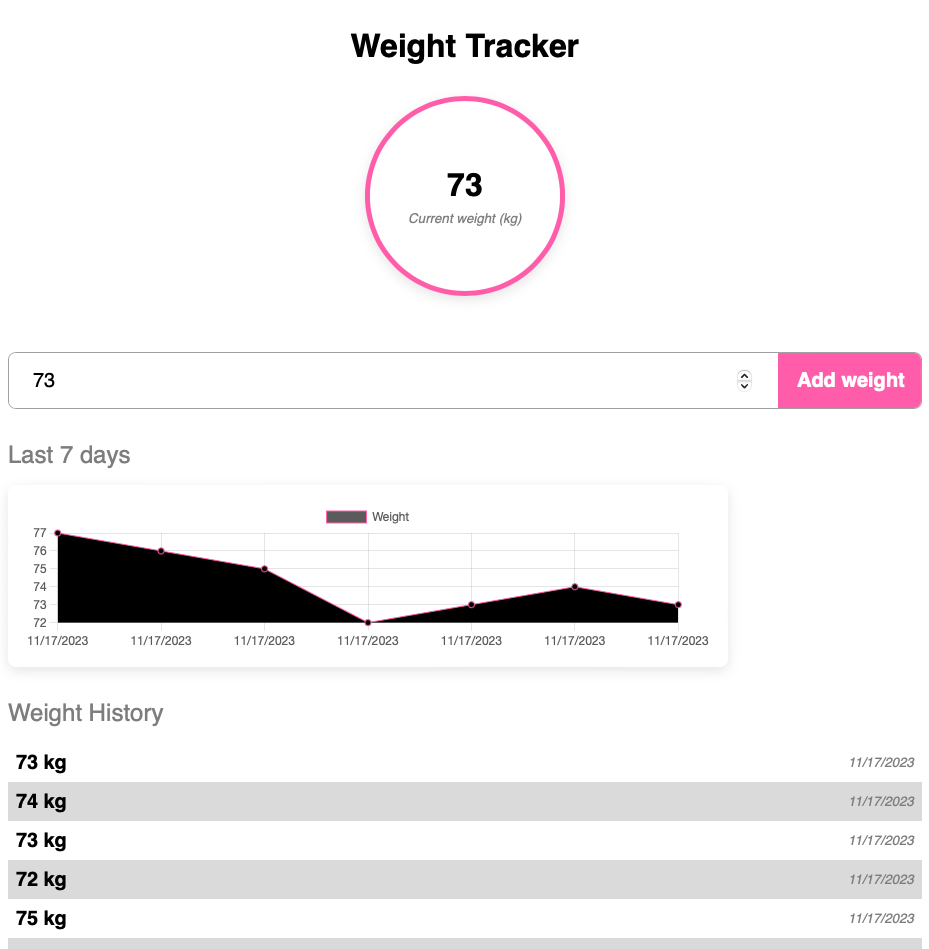 Weight Tracker
73
Current weight (kg)
73
Add weight
Last 7 days
Weight
77
76
75
74
73
72
11/17/2023 11/17/2023 11/17/2023 11/17/2023 11/17/2023 11/17/2023 11/17/2023
Weight History
73 kg 11/17/2023
74 kg 11/17/2023
73 kg 11/17/2023
72 kg 11/17/2023
75 kg 11/17/2023